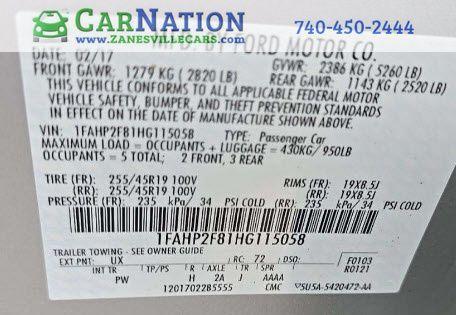 CARNATION
WWW.ZANESVILLECARS.COM
740-450-2444
MFD. BY FORD MOTOR CO.
DATE: 02/17 GVWR: 2386 KG ( 5260 LB)
FRONT GAWR: 1279 KG ( 2820 LB) REAR GAWR: 1143 KG ( 2520 LB)
THIS VEHICLE CONFORMS TO ALL APPLICABLE FEDERAL MOTOR
VEHICLE SAFETY, BUMPER, AND THEFT PREVENTION STANDARDS
IN EFFECT ON THE DATE OF MANUFACTURE SHOWN ABOVE.
VIN: 1FAHP2F81HG115058 TYPE: Passenger Car
MAXIMUM LOAD = OCCUPANTS + LUGGAGE = 430KG/950LB
OCCUPANTS = 5 TOTAL; 2 FRONT, 3 REAR
TIRE (FR): 255/45R19 100V RIMS (FR): 19X8.5J
(RR): 255/45R19 100V (RR): 19X8.5J
PRESSURE (FR): 235 kPa/ 34 PSI COLD (RR): 235 kPa/ 34 PSI COLD
1FAHP2F81HG115058
TRAILER TOWING - SEE OWNER GUIDE
EXT PNT: UX RC: 72 DSO: F0103
R0121
INT TR TP/PS R AXLE TR SPR
PW H 2A J AAAA
1201702285555 CMC 5U5A-5420472-AA